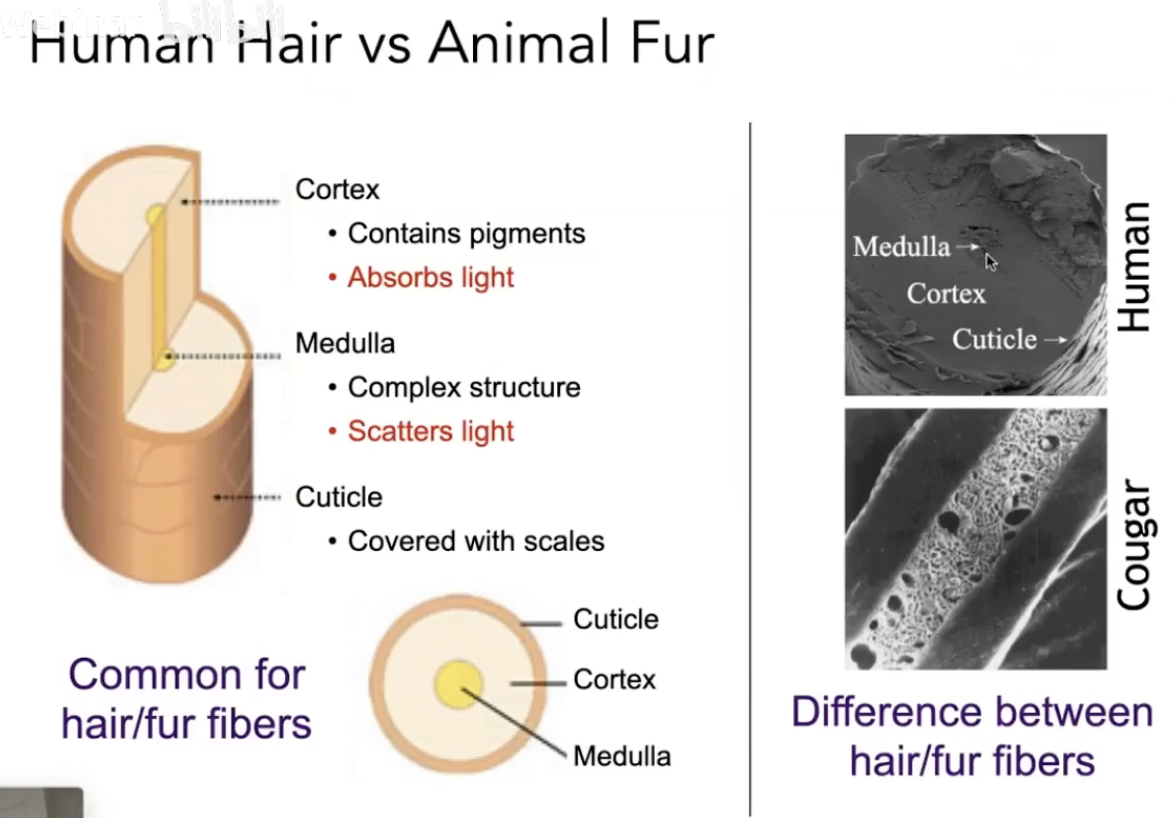 Webinar
Human Hair vs Animal Fur
Cortex
• Contains pigments
• Absorbs light
Medulla
• Complex structure
• Scatters light
Cuticle
• Covered with scales
Cuticle
Cortex
Medulla
Common for
hair/fur fibers
Medulla
Cortex
Cuticle
Human
Cougar
Difference between
hair/fur fibers